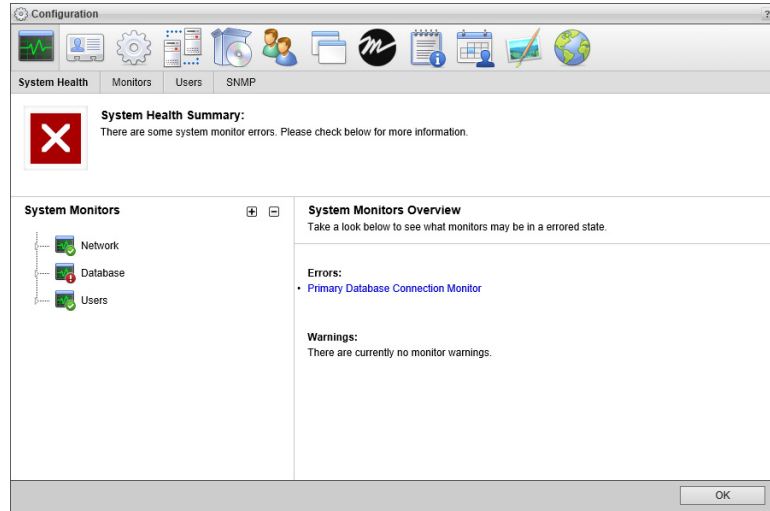 Configuration
?
System Health Monitors Users SNMP
System Health Summary:
There are some system monitor errors. Please check below for more information.
System Monitors
Network
Database
Users
System Monitors Overview
Take a look below to see what monitors may be in a errored state.
Errors:
• Primary Database Connection Monitor
Warnings:
There are currently no monitor warnings.
OK